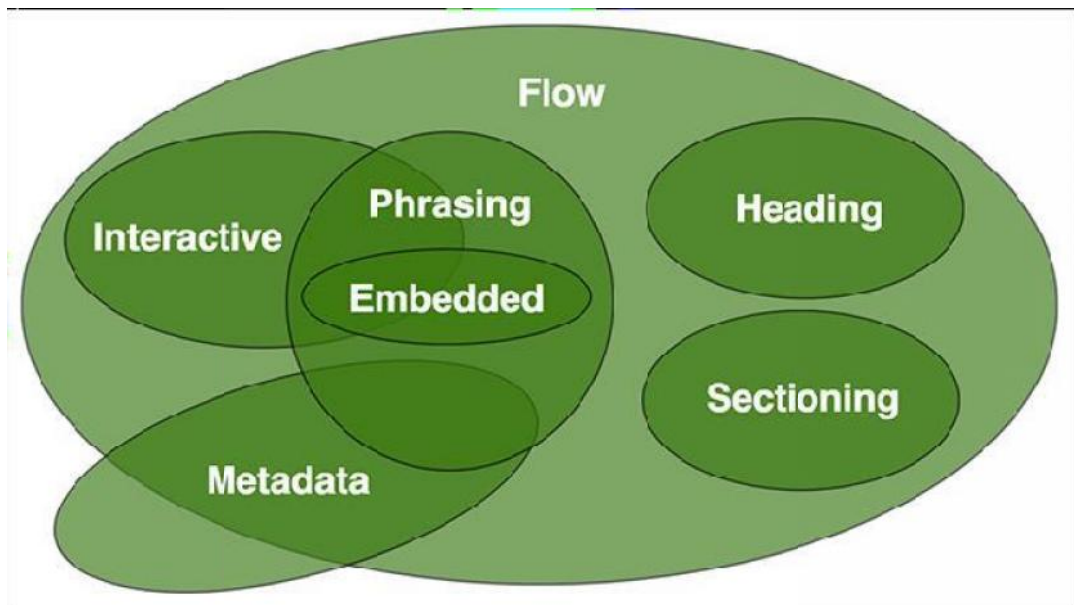 Flow
Phrasing
Heading
Interactive
Embedded
Sectioning
Metadata